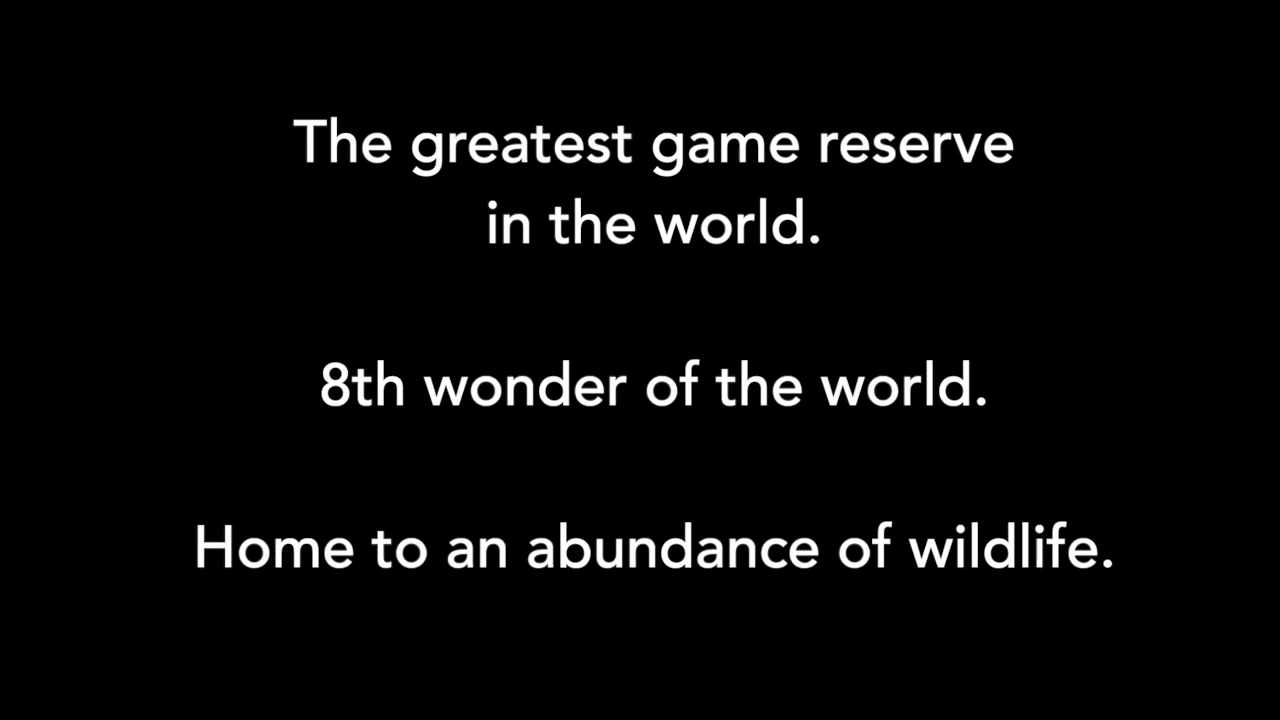 The greatest game reserve
in the world.
8th wonder of the world.
Home to an abundance of wildlife.